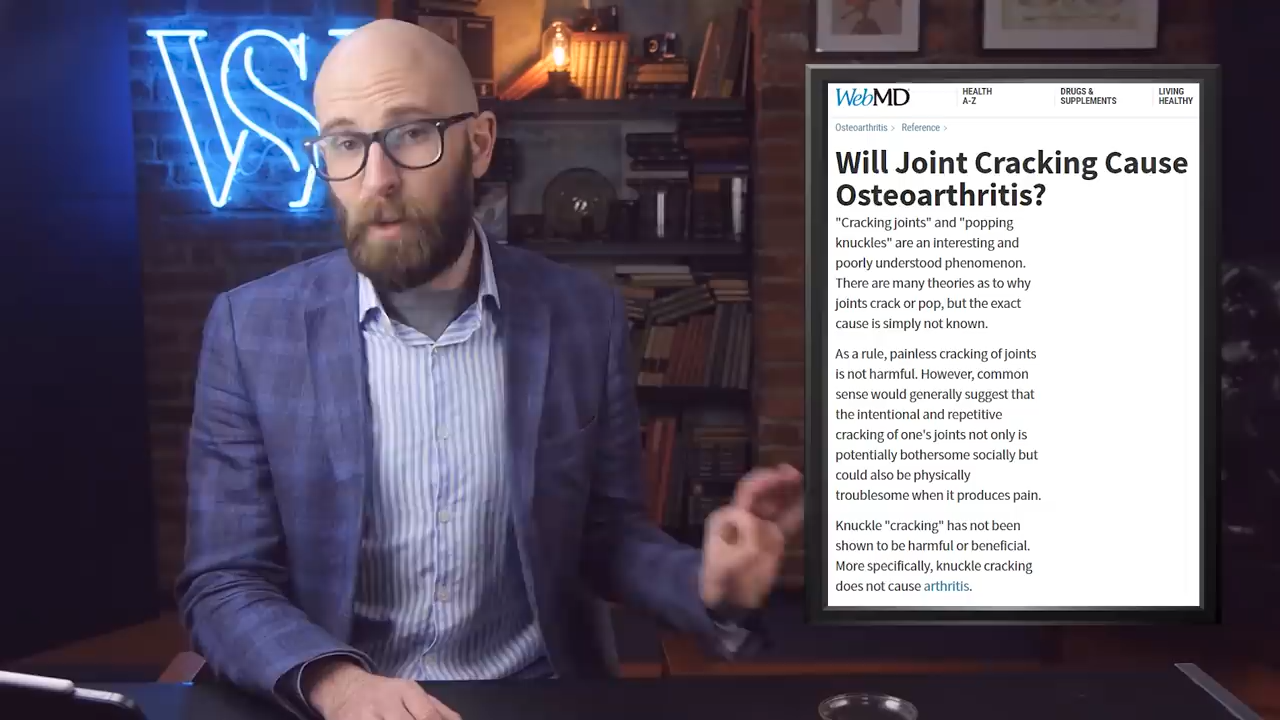 VS
WebMD
HEALTH A-Z
DRUGS & SUPPLEMENTS
LIVING HEALTHY
Osteoarthritis > Reference >
Will Joint Cracking Cause
Osteoarthritis?
"Cracking joints" and "popping
knuckles" are an interesting and
poorly understood phenomenon.
There are many theories as to why
joints crack or pop, but the exact
cause is simply not known.
As a rule, painless cracking of joints
is not harmful. However, common
sense would generally suggest that
the intentional and repetitive
cracking of one's joints not only is
potentially bothersome socially but
could also be physically
troublesome when it produces pain.
Knuckle "cracking" has not been
shown to be harmful or beneficial.
More specifically, knuckle cracking
does not cause arthritis.